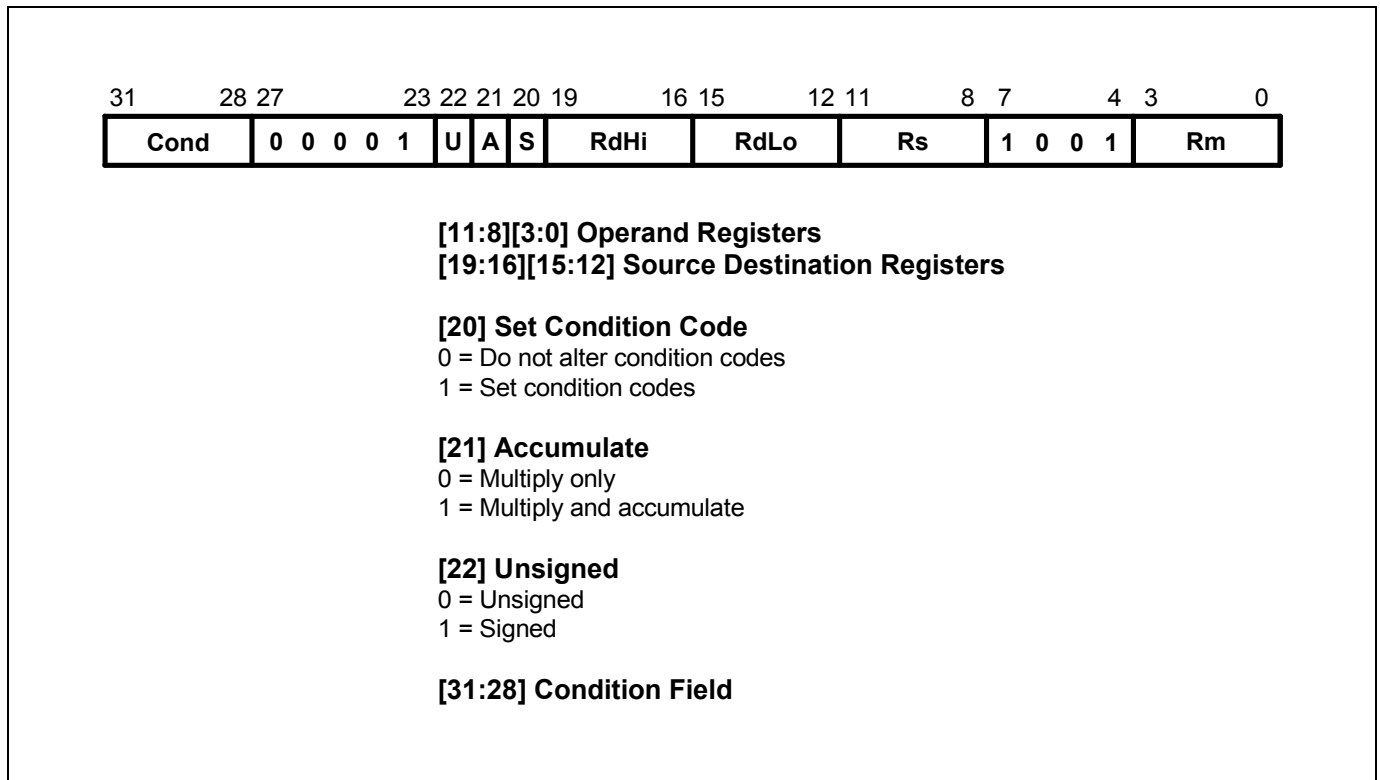 31 28 27 23 22 21 20 19 16 15 12 11 8 7 4 3 0
Cond 0 0 0 0 1 U A S RdHi RdLo Rs 1 0 0 1 Rm
[11:8][3:0] Operand Registers
[19:16][15:12] Source Destination Registers
[20] Set Condition Code
0 = Do not alter condition codes
1 = Set condition codes
[21] Accumulate
0 = Multiply only
1 = Multiply and accumulate
[22] Unsigned
0 = Unsigned
1 = Signed
[31:28] Condition Field